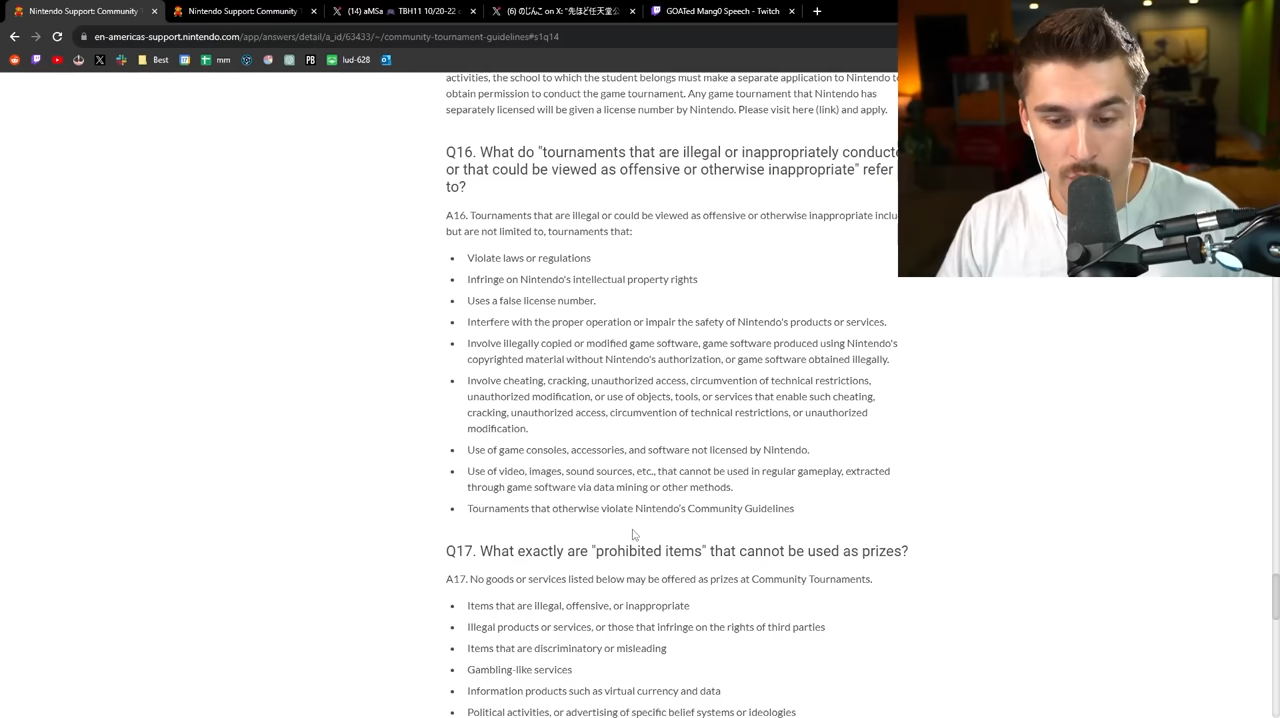 Nintendo Support: Community T
Nintendo Support: Community T
(14) aMSa 🎮 TBH11 10/20-22 c
(6) のじんこ on X: "先ほど任天堂公
GOATed Mang0 Speech - Twitch
en-americas-support.nintendo.com/app/answers/detail/a_id/63433/~/community-tournament-guidelines#s1q14
Best mm PB lud-628
activities, the school to which the student belongs must make a separate application to Nintendo to
obtain permission to conduct the game tournament. Any game tournament that Nintendo has
separately licensed will be given a license number by Nintendo. Please visit here (link) and apply.
Q16. What do "tournaments that are illegal or inappropriately conducte
or that could be viewed as offensive or otherwise inappropriate" refer
to?
A16. Tournaments that are illegal or could be viewed as offensive or otherwise inappropriate inclu
but are not limited to, tournaments that:
• Violate laws or regulations
• Infringe on Nintendo's intellectual property rights
• Uses a false license number.
• Interfere with the proper operation or impair the safety of Nintendo's products or services.
• Involve illegally copied or modified game software, game software produced using Nintendo's
copyrighted material without Nintendo's authorization, or game software obtained illegally.
• Involve cheating, cracking, unauthorized access, circumvention of technical restrictions,
unauthorized modification, or use of objects, tools, or services that enable such cheating,
cracking, unauthorized access, circumvention of technical restrictions, or unauthorized
modification.
• Use of game consoles, accessories, and software not licensed by Nintendo.
• Use of video, images, sound sources, etc., that cannot be used in regular gameplay, extracted
through game software via data mining or other methods.
• Tournaments that otherwise violate Nintendo’s Community Guidelines
Q17. What exactly are "prohibited items" that cannot be used as prizes?
A17. No goods or services listed below may be offered as prizes at Community Tournaments.
• Items that are illegal, offensive, or inappropriate
• Illegal products or services, or those that infringe on the rights of third parties
• Items that are discriminatory or misleading
• Gambling-like services
• Information products such as virtual currency and data
• Political activities, or advertising of specific belief systems or ideologies